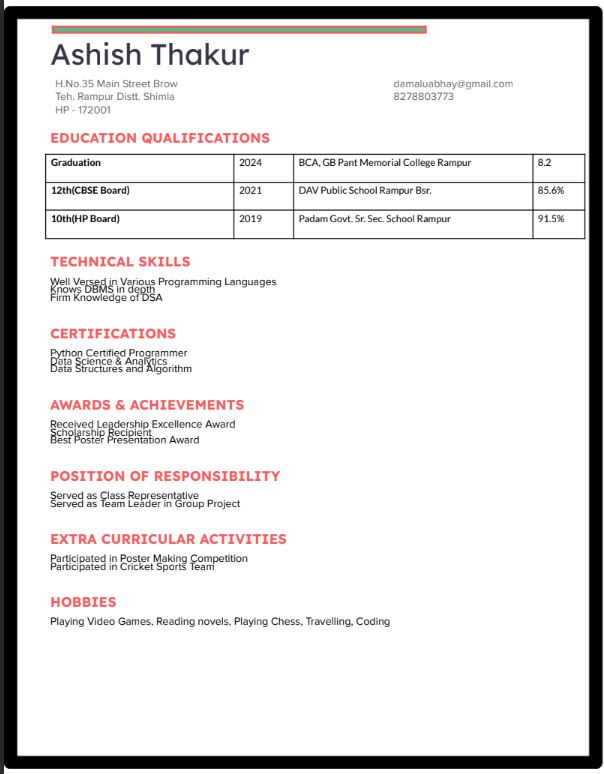 Ashish Thakur
H.No.35 Main Street Brow
Teh. Rampur Distt. Shimla
HP - 172001
damaluabhay@gmail.com
8278803773
EDUCATION QUALIFICATIONS
Graduation 2024 BCA, GB Pant Memorial College Rampur 8.2
12th(CBSE Board) 2021 DAV Public School Rampur Bsr. 85.6%
10th(HP Board) 2019 Padam Govt. Sr. Sec. School Rampur 91.5%
TECHNICAL SKILLS
Well Versed in Various Programming Languages
Knows DBMS in depth
Firm Knowledge of DSA
CERTIFICATIONS
Python Certified Programmer
Data Science & Analytics
Data Structures and Algorithm
AWARDS & ACHIEVEMENTS
Received Leadership Excellence Award
Scholarship Recipient
Best Poster Presentation Award
POSITION OF RESPONSIBILITY
Served as Class Representative
Served as Team Leader in Group Project
EXTRA CURRICULAR ACTIVITIES
Participated in Poster Making Competition
Participated in Cricket Sports Team
HOBBIES
Playing Video Games, Reading novels, Playing Chess, Travelling, Coding